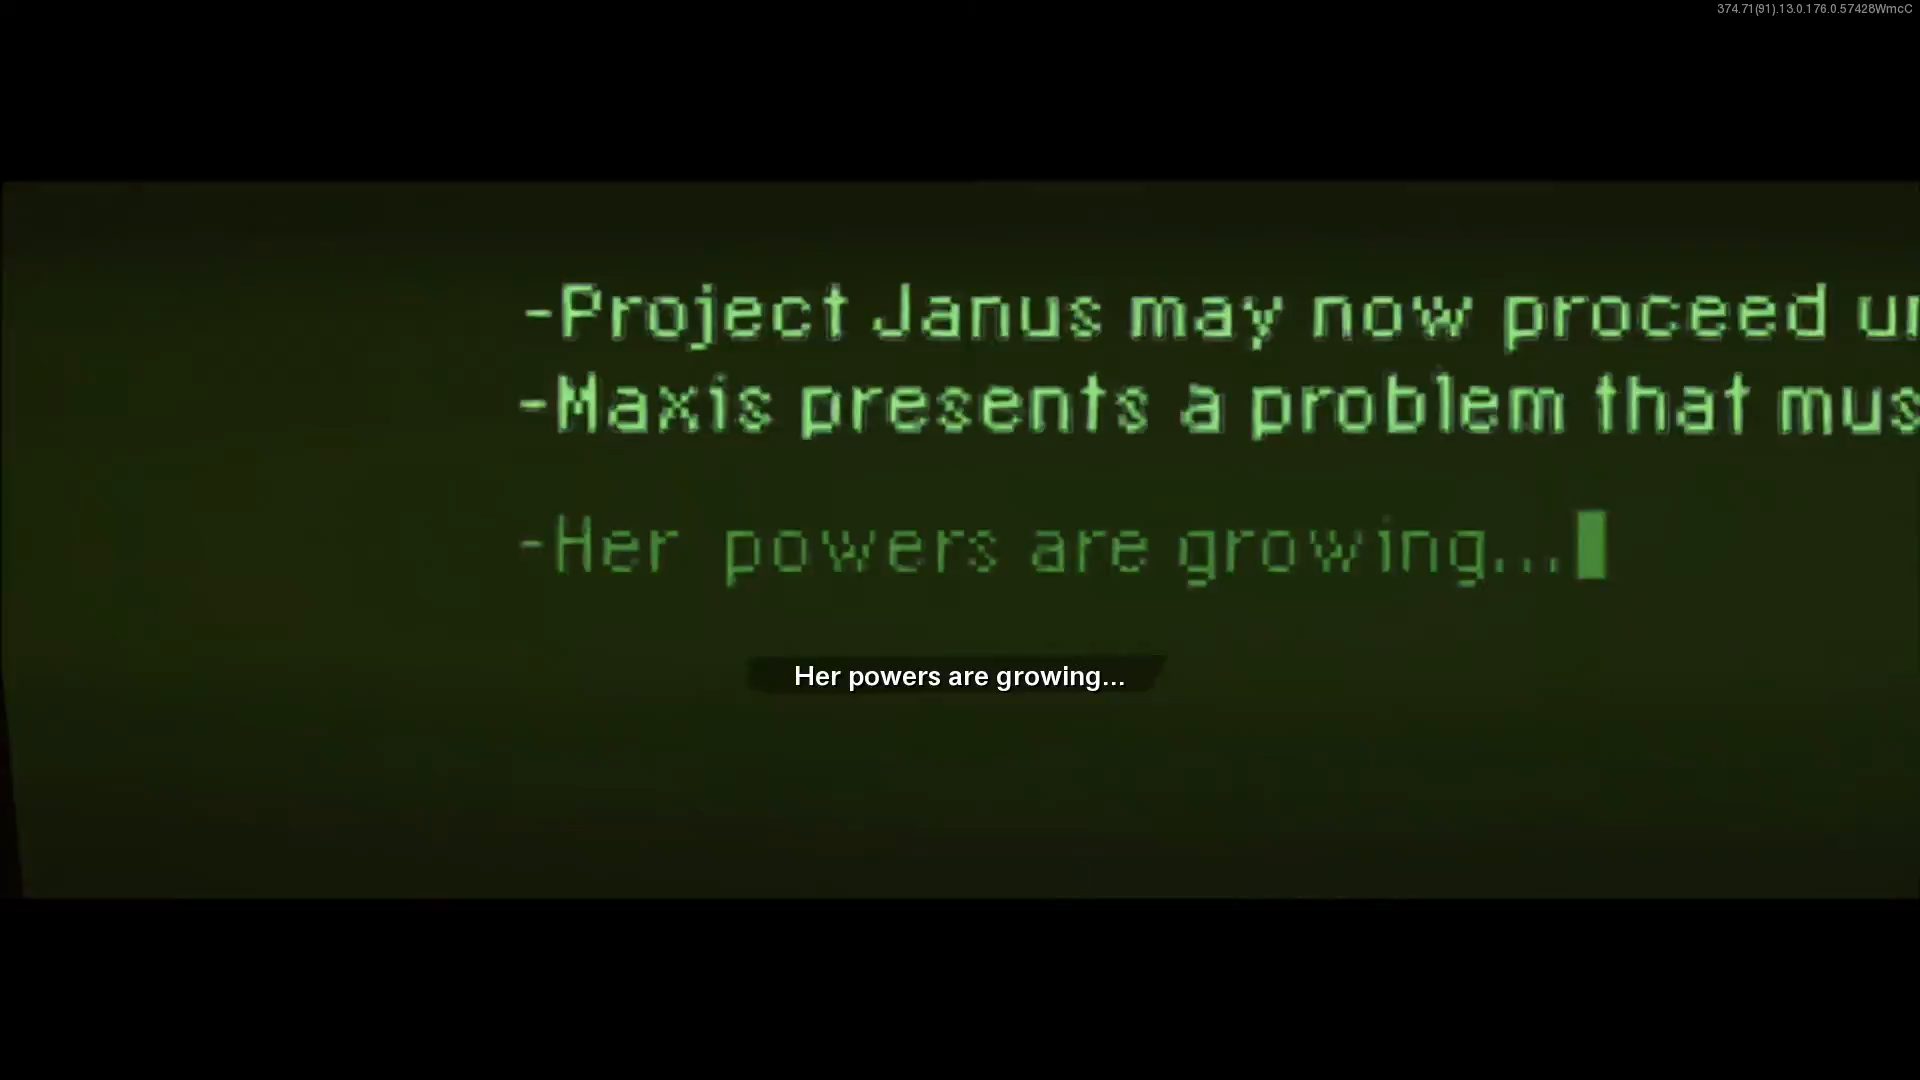 374.71(91).13.0.176.0.57428WmcC
-Project Janus may now proceed
-Maxis presents a problem that
-Her powers are growing...
Her powers are growing...